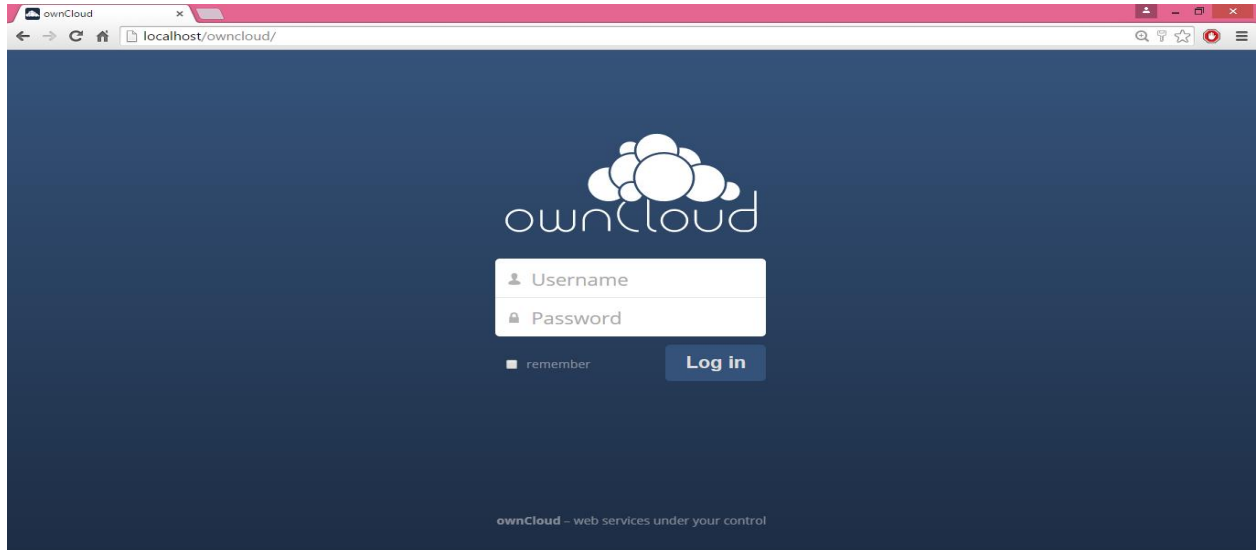 ownCloud
localhost/owncloud/
ownCloud
Username
Password
remember
Log in
ownCloud – web services under your control